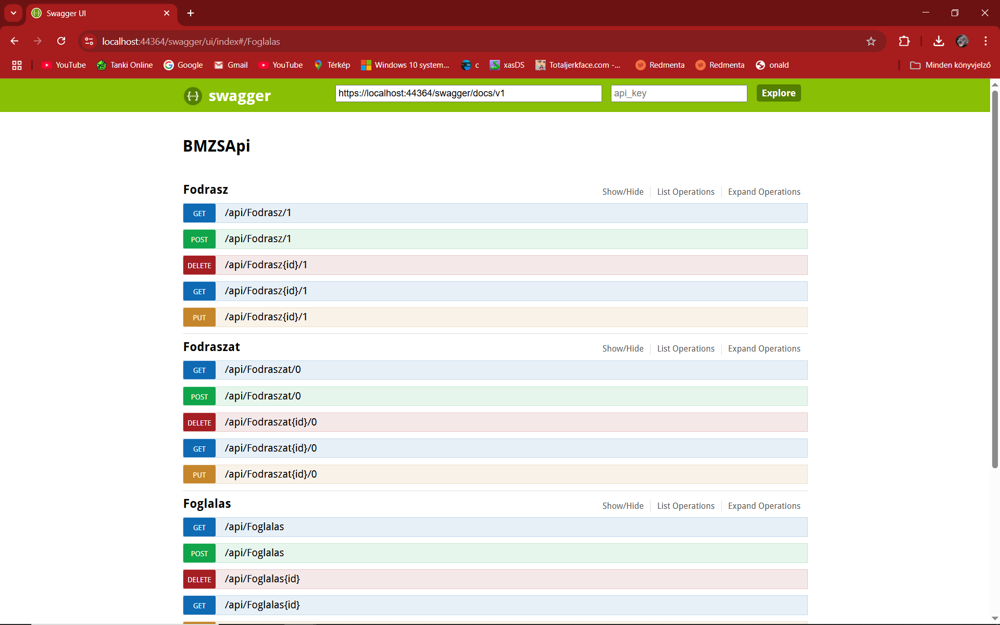 Swagger UI
localhost:44364/swagger/ui/index#/Foglalas
YouTube Tanki Online Google Gmail YouTube Térkép Windows 10 system... c xasDS Totaljerkface.com -... Redmenta Redmenta onald Minden könyvjelző
swagger https://localhost:44364/swagger/docs/v1 api_key Explore
BMZSApi
Fodrasz Show/Hide List Operations Expand Operations
GET /api/Fodrasz/1
POST /api/Fodrasz/1
DELETE /api/Fodrasz{id}/1
GET /api/Fodrasz{id}/1
PUT /api/Fodrasz{id}/1
Fodraszat Show/Hide List Operations Expand Operations
GET /api/Fodraszat/0
POST /api/Fodraszat/0
DELETE /api/Fodraszat{id}/0
GET /api/Fodraszat{id}/0
PUT /api/Fodraszat{id}/0
Foglalas Show/Hide List Operations Expand Operations
GET /api/Foglalas
POST /api/Foglalas
DELETE /api/Foglalas{id}
GET /api/Foglalas{id}